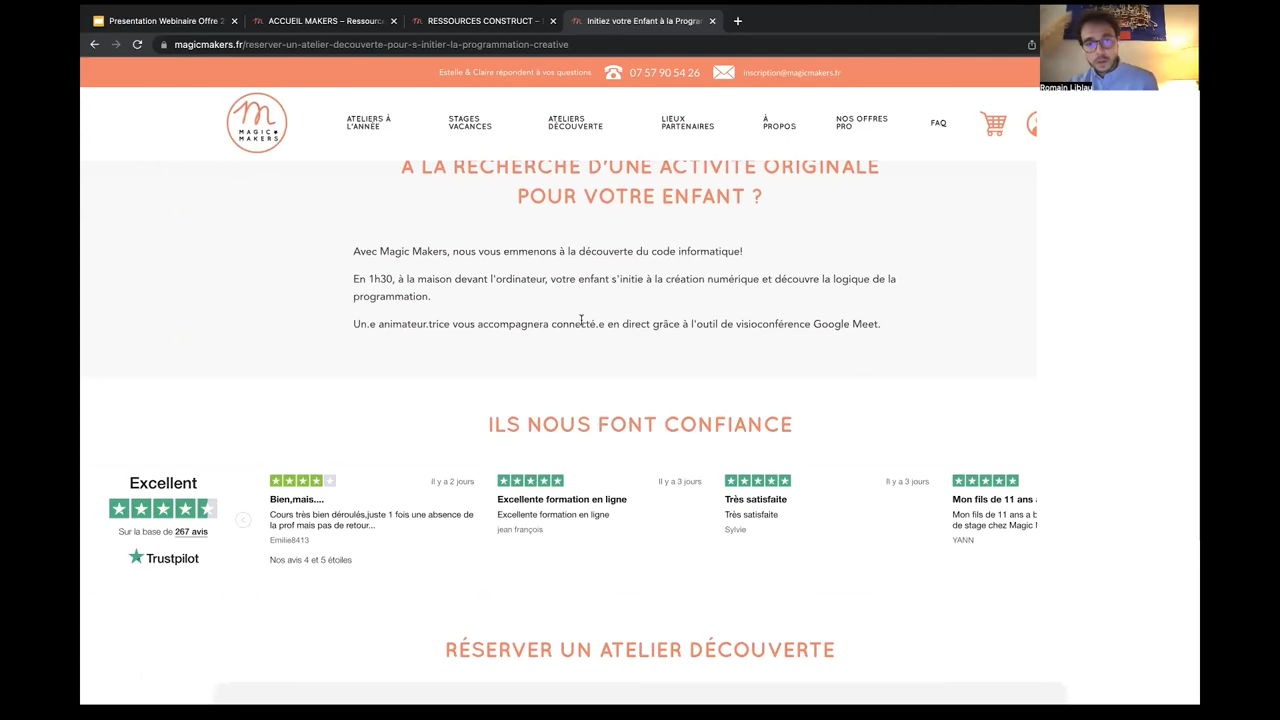 Presentation Webinaire Offre 2
ACCUEIL MAKERS – Ressourc
RESSOURCES CONSTRUCT –
Initiez votre Enfant à la Program
magicmakers.fr/reserver-un-atelier-decouverte-pour-s-initier-la-programmation-creative
Estelle & Claire répondent à vos questions
07 57 90 54 26
inscription@magicmakers.fr
Romain Liblau
m
MAGIC
MAKERS
ATELIERS À
L'ANNÉE
STAGES
VACANCES
ATELIERS
DÉCOUVERTE
LIEUX
PARTENAIRES
À
PROPOS
NOS OFFRES
PRO
FAQ
À LA RECHERCHE D'UNE ACTIVITÉ ORIGINALE
POUR VOTRE ENFANT ?
Avec Magic Makers, nous vous emmenons à la découverte du code informatique!
En 1h30, à la maison devant l'ordinateur, votre enfant s'initie à la création numérique et découvre la logique de la
programmation.
Un.e animateur.trice vous accompagnera connecté.e en direct grâce à l'outil de visioconférence Google Meet.
ILS NOUS FONT CONFIANCE
Excellent
Sur la base de 267 avis
Trustpilot
Il y a 2 jours
Bien,mais....
Cours très bien déroulés,juste 1 fois une absence de
la prof mais pas de retour...
Emilie8413
Nos avis 4 et 5 étoiles
Il y a 3 jours
Excellente formation en ligne
Excellente formation en ligne
jean françois
Il y a 3 jours
Très satisfaite
Très satisfaite
Sylvie
Mon fils de 11 ans
Mon fils de 11 ans a b
de stage chez Magic
YANN
RÉSERVER UN ATELIER DÉCOUVERTE